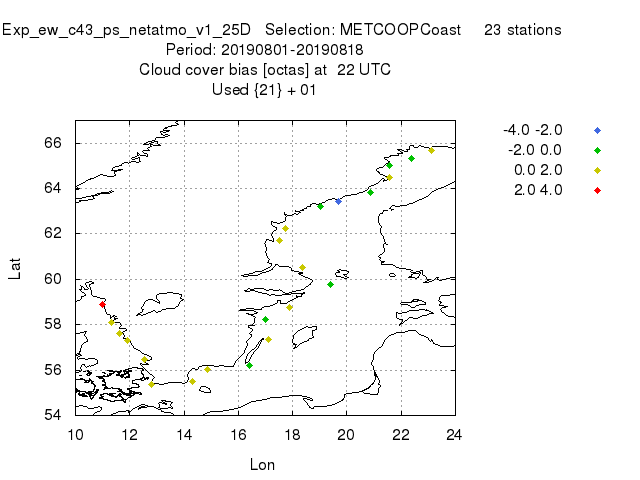 Exp_ew_c43_ps_netatmo_v1_25D Selection: METCOOPCoast 23 stations
Period: 20190801-20190818
Cloud cover bias [octas] at 22 UTC
Used {21} + 01
-4.0 -2.0
-2.0 0.0
0.0 2.0
2.0 4.0
66
64
62
60
58
56
54
Lat
10 12 14 16 18 20 22 24
Lon